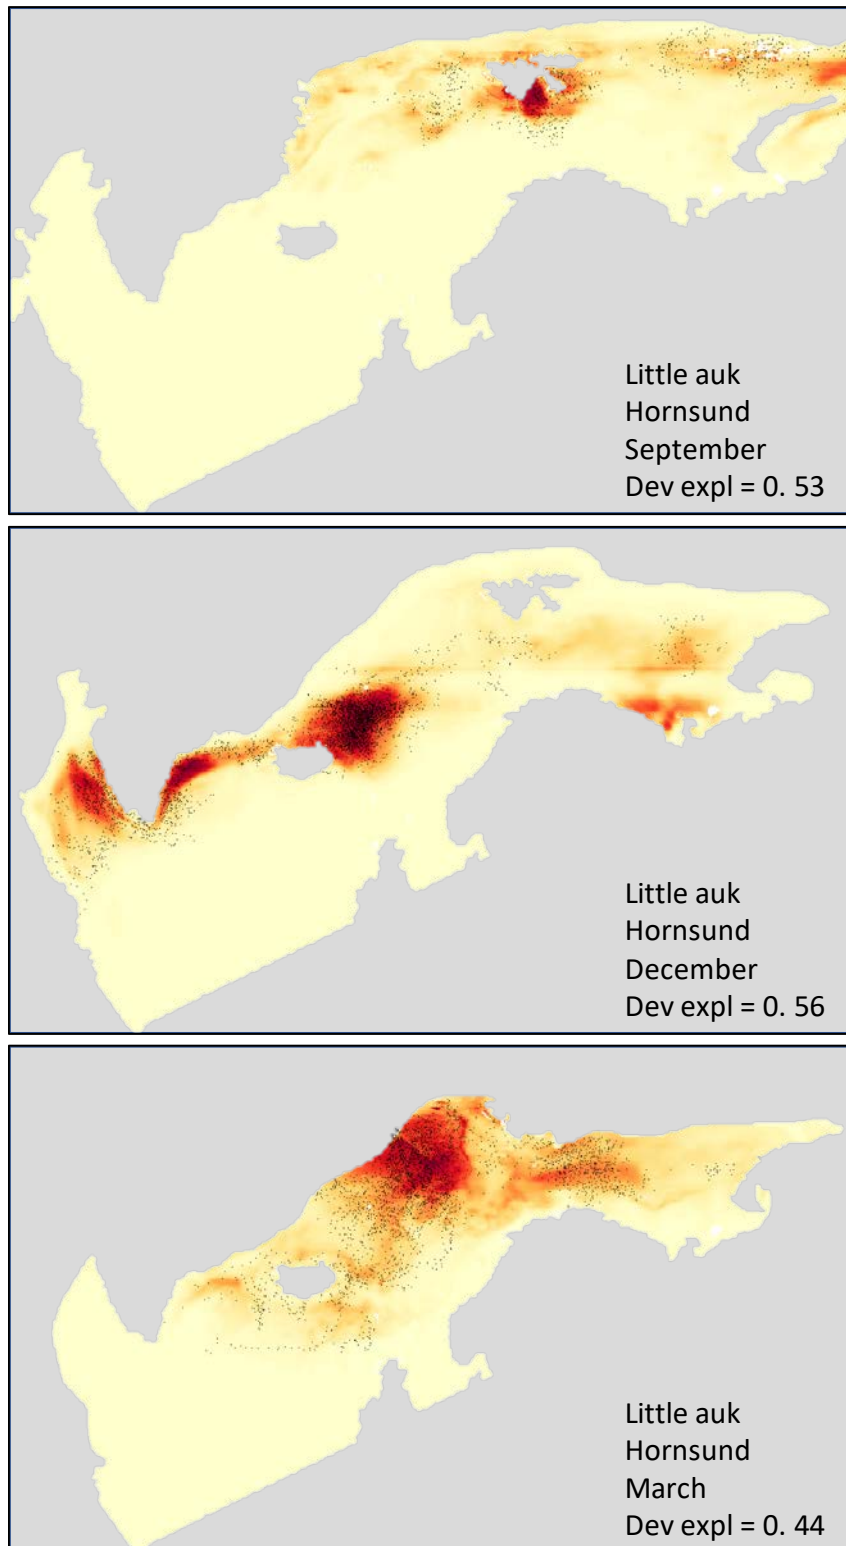 Little auk
Hornsund
September
Dev expl = 0. 53
Little auk
Hornsund
December
Dev expl = 0. 56
Little auk
Hornsund
March
Dev expl = 0. 44